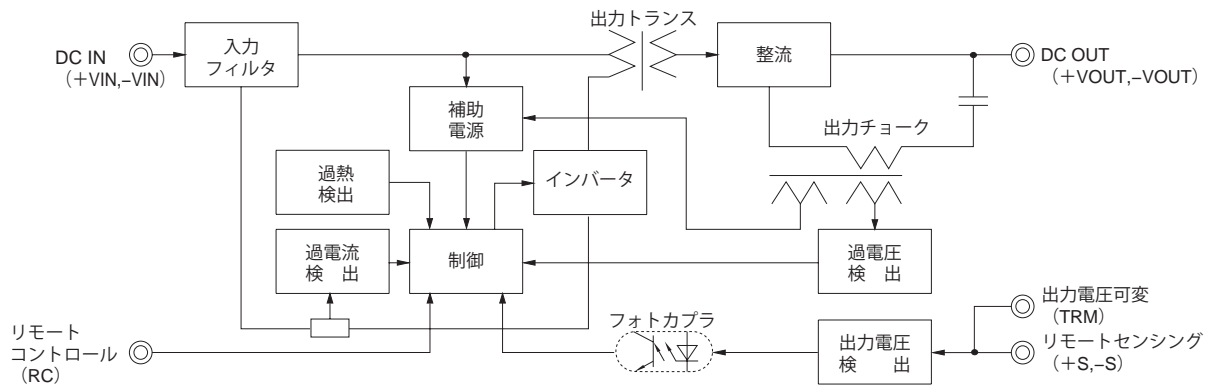 出力トランス
DC IN
(＋VIN,−VIN)
入力
フィルタ
整流
DC OUT
(＋VOUT,−VOUT)
補助
電源
出力チョーク
過熱
検出
インバータ
過電流
検　出
制御
過電圧
検　出
出力電圧可変
(TRM)
リモート
コントロール
(RC)
フォトカプラ
出力電圧
検　出
リモートセンシング
(＋S,−S)